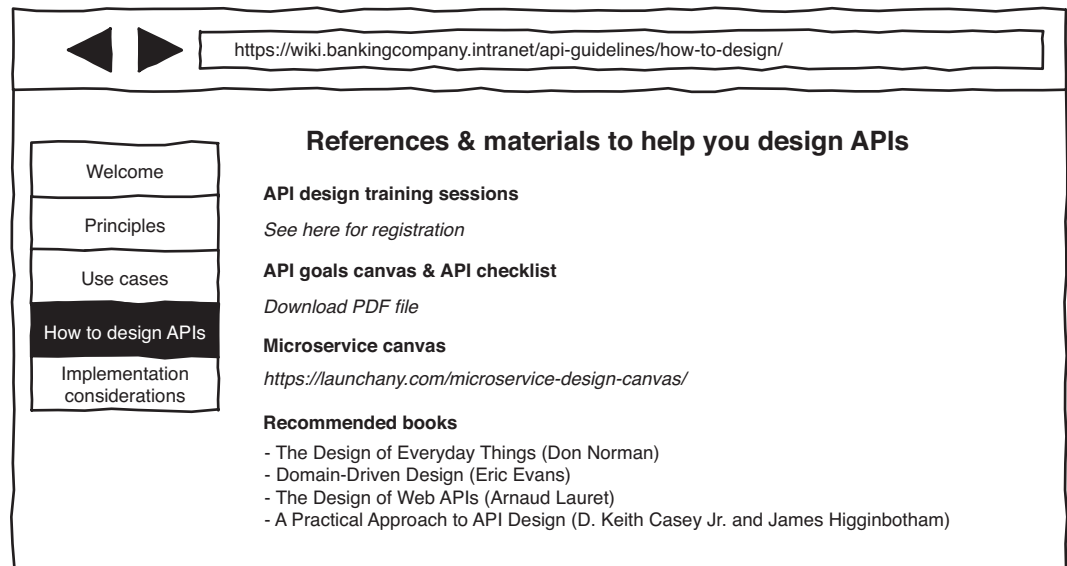 https://wiki.bankingcompany.intranet/api-guidelines/how-to-design/
References & materials to help you design APIs
Welcome
Principles
Use cases
How to design APIs
Implementation
considerations
API design training sessions
See here for registration
API goals canvas & API checklist
Download PDF file
Microservice canvas
https://launchany.com/microservice-design-canvas/
Recommended books
- The Design of Everyday Things (Don Norman)
- Domain-Driven Design (Eric Evans)
- The Design of Web APIs (Arnaud Lauret)
- A Practical Approach to API Design (D. Keith Casey Jr. and James Higginbotham)